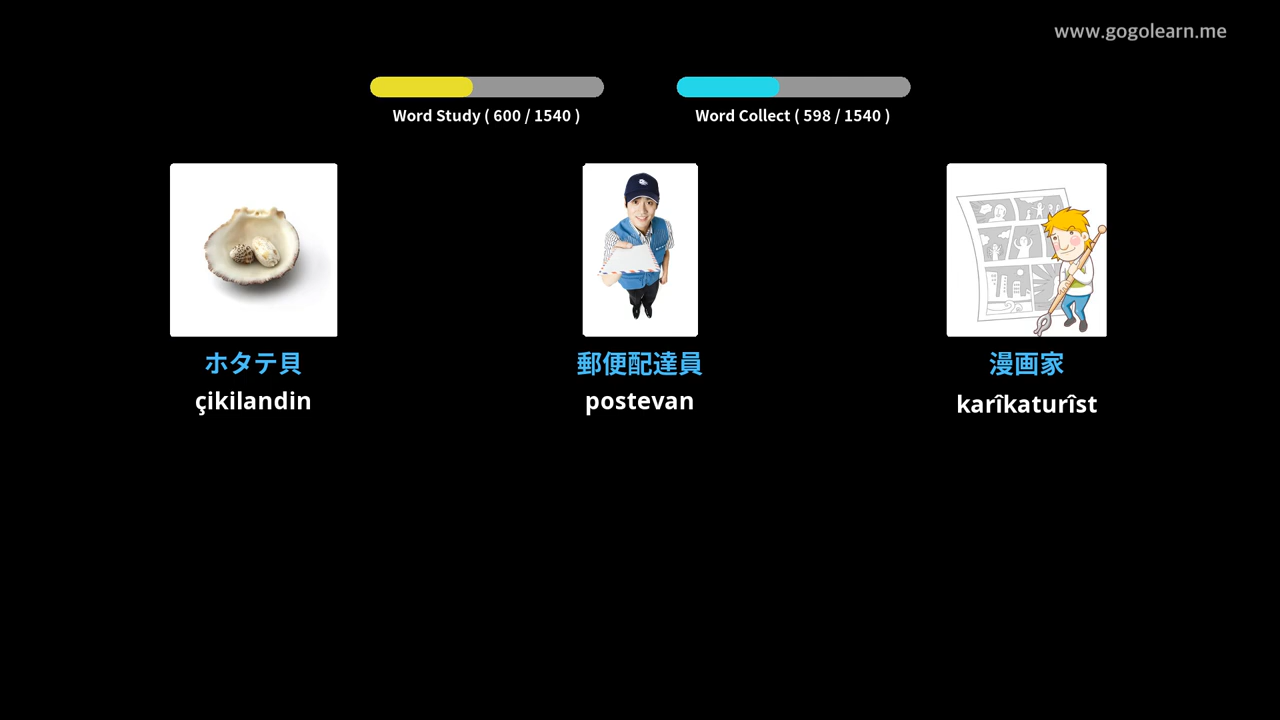 www.gogolearn.me
Word Study ( 600 / 1540 )
Word Collect ( 598 / 1540 )
ホタテ貝
çikilandin
郵便配達員
postevan
漫画家
karîkaturîst